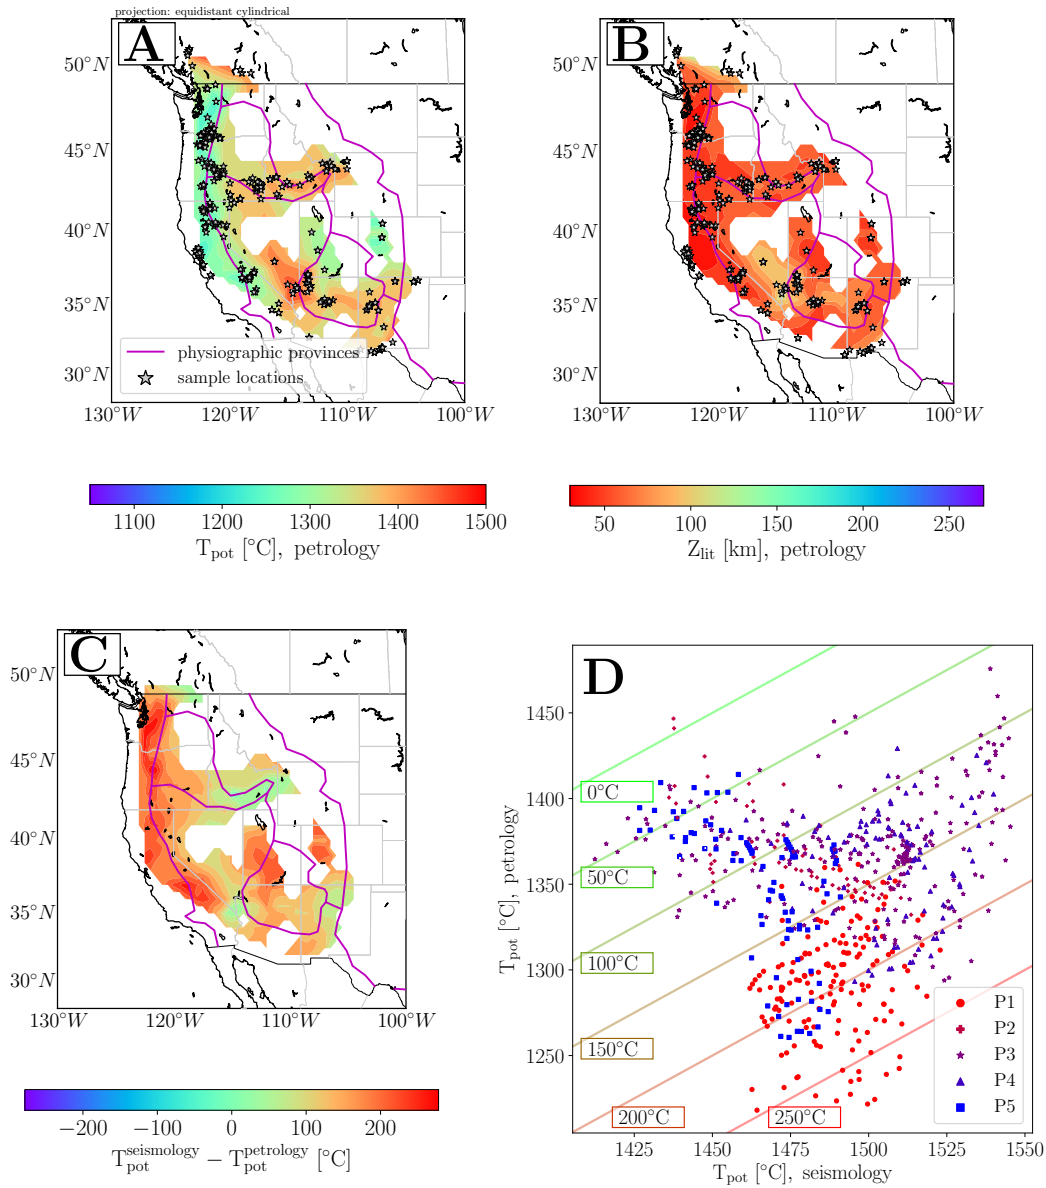 projection: equidistant cylindrical
A
50°N
45°N
40°N
35°N
30°N
physiographic provinces
sample locations
130°W 120°W 110°W 100°W
1100 1200 1300 1400 1500
T_pot [°C], petrology
B
50°N
45°N
40°N
35°N
30°N
130°W 120°W 110°W 100°W
50 100 150 200 250
Z_lit [km], petrology
C
50°N
45°N
40°N
35°N
30°N
130°W 120°W 110°W 100°W
−200 −100 0 100 200
T_pot^seismology − T_pot^petrology [°C]
D
1450
1400
1350
1300
1250
T_pot [°C], petrology
0°C
50°C
100°C
150°C
200°C
250°C
P1
P2
P3
P4
P5
1425 1450 1475 1500 1525 1550
T_pot [°C], seismology